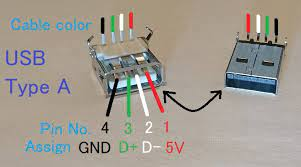 Cable color
USB
Type A
Pin No. 4 3 2 1
Assign GND D+ D- 5V